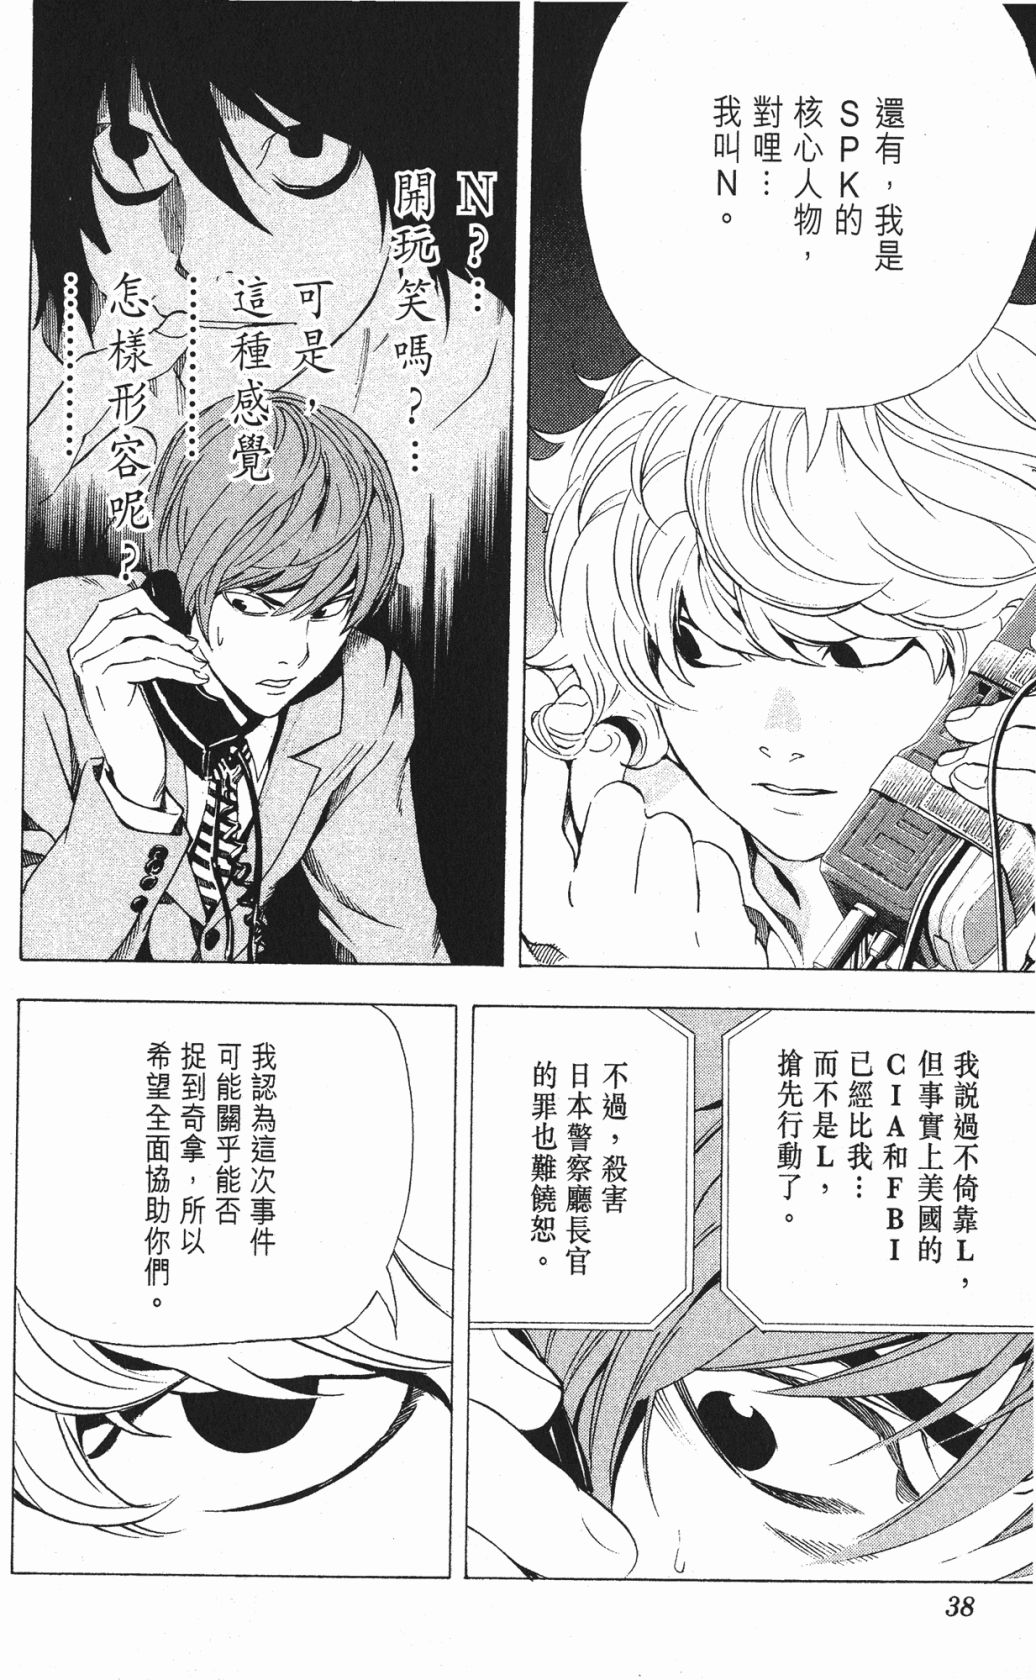 還有，我是
SPK的
核心人物，
對哩…
我叫N。
N?…
開玩笑嗎?…
可是，
這種感覺
…………
怎樣形容呢?
…………………
我說過不倚靠L，
但事實上美國的
CIA和FBI
已經比我…
而不是L，
搶先行動了。
不過，殺害
日本警察廳長官
的罪也難饒恕。
我認為這次事件
可能關乎能否
捉到奇拿，所以
希望全面協助你們。
38